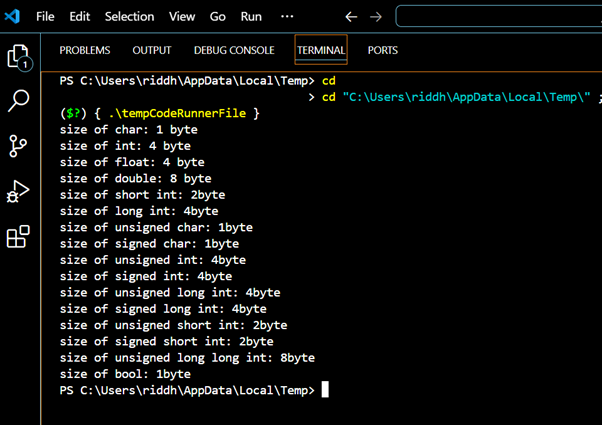 File Edit Selection View Go Run ···
PROBLEMS OUTPUT DEBUG CONSOLE TERMINAL PORTS
1
PS C:\Users\riddh\AppData\Local\Temp> cd
> cd "C:\Users\riddh\AppData\Local\Temp\" ;
($?) { .\tempCodeRunnerFile }
size of char: 1 byte
size of int: 4 byte
size of float: 4 byte
size of double: 8 byte
size of short int: 2byte
size of long int: 4byte
size of unsigned char: 1byte
size of signed char: 1byte
size of unsigned int: 4byte
size of signed int: 4byte
size of unsigned long int: 4byte
size of signed long int: 4byte
size of unsigned short int: 2byte
size of signed short int: 2byte
size of unsigned long long int: 8byte
size of bool: 1byte
PS C:\Users\riddh\AppData\Local\Temp>